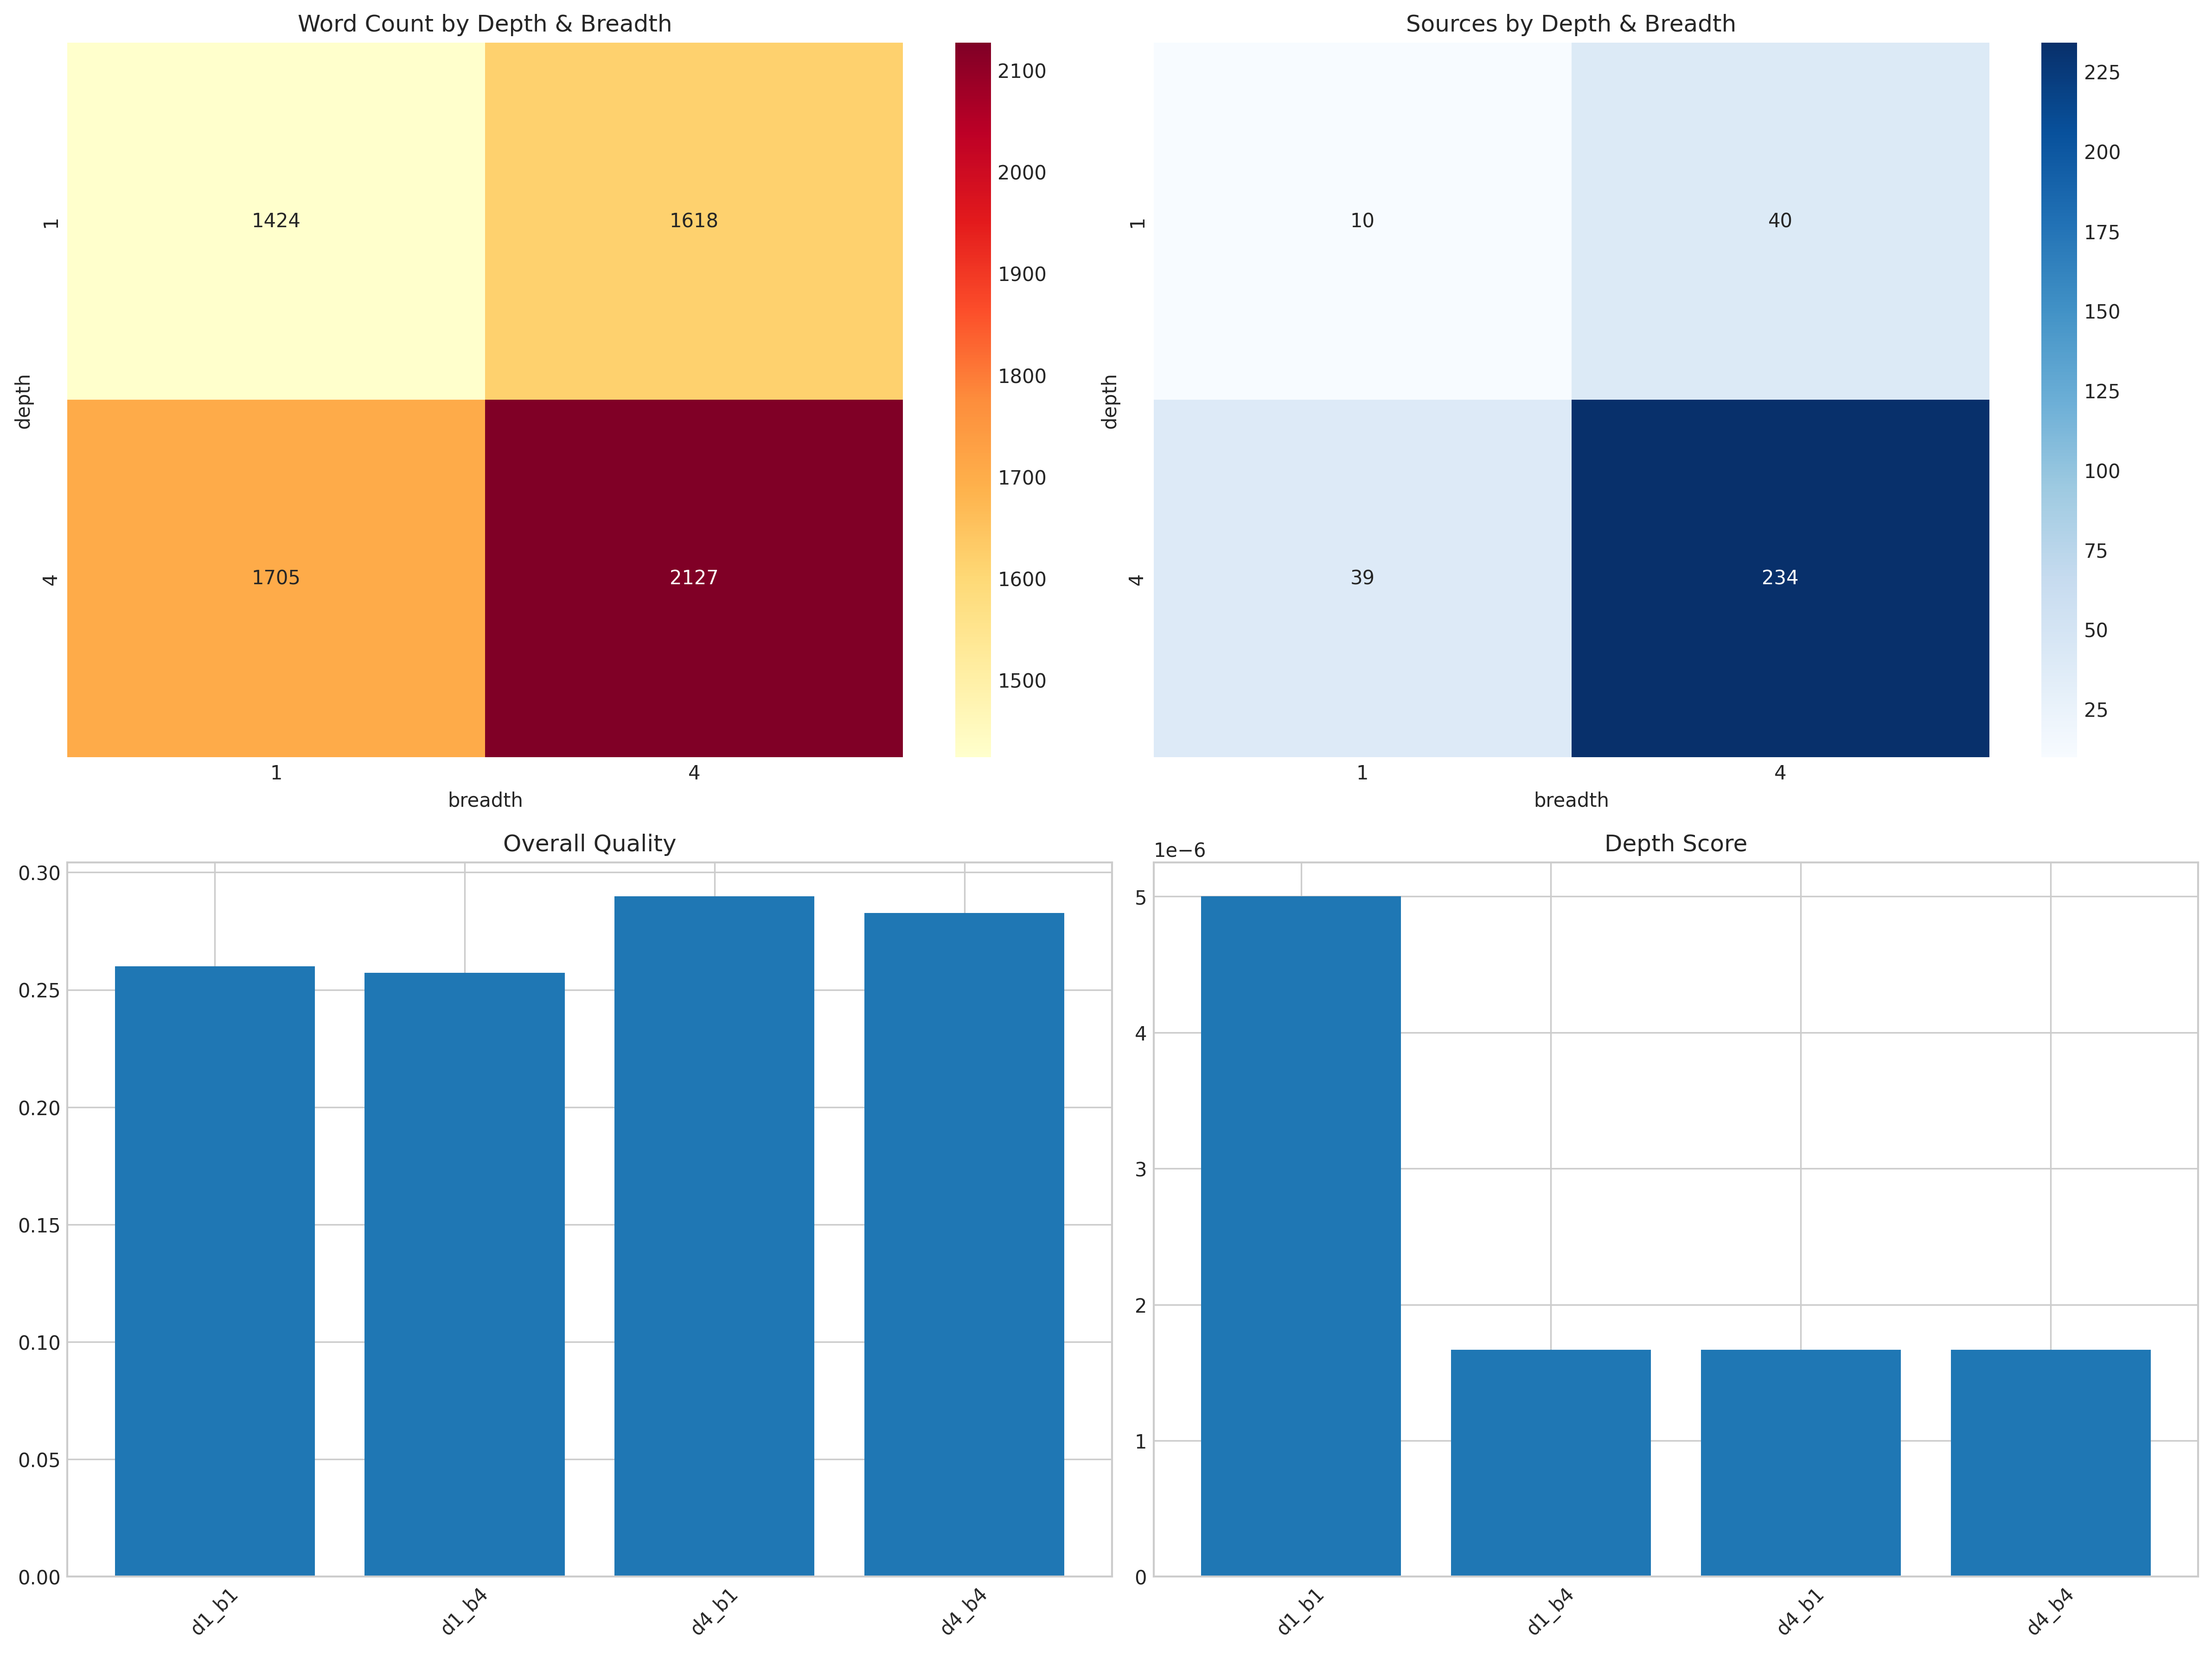 Word Count by Depth & Breadth
1424
1618
1705
2127
1
4
depth
1
4
breadth
2100
2000
1900
1800
1700
1600
1500
Sources by Depth & Breadth
10
40
39
234
1
4
depth
1
4
breadth
225
200
175
150
125
100
75
50
25
Overall Quality
0.30
0.25
0.20
0.15
0.10
0.05
0.00
d1_b1
d1_b4
d4_b1
d4_b4
Depth Score
1e−6
5
4
3
2
1
0
d1_b1
d1_b4
d4_b1
d4_b4